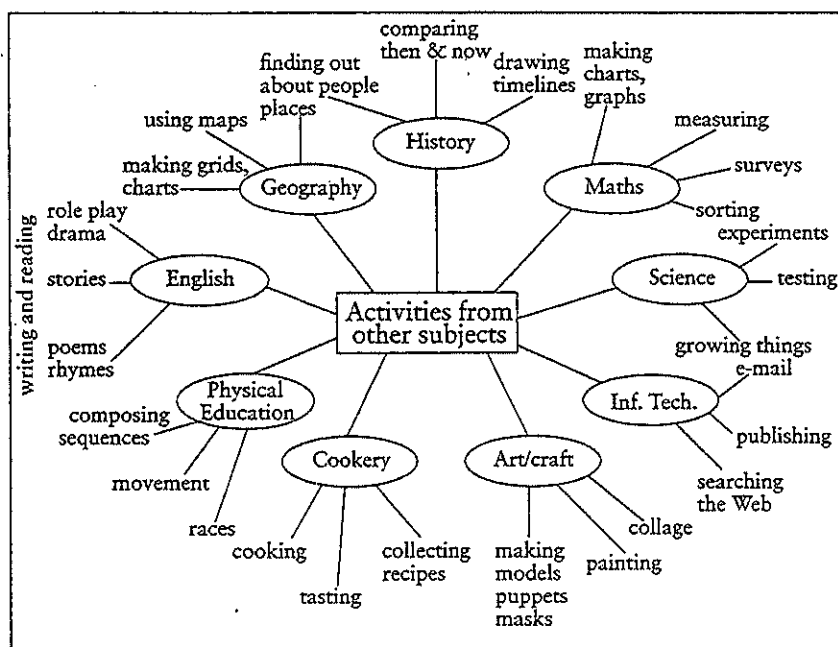 comparing
then & now
finding out
about people
places
drawing
timelines
History
making
charts,
graphs
measuring
surveys
sorting
Maths
using maps
making grids,
charts
Geography
role play
drama
stories
poems
rhymes
English
writing and reading
experiments
testing
growing things
Science
Activities from
other subjects
e-mail
publishing
searching
the Web
Inf. Tech.
Physical
Education
composing
sequences
movement
races
Cookery
cooking
tasting
collecting
recipes
Art/craft
making
models
puppets
masks
painting
collage